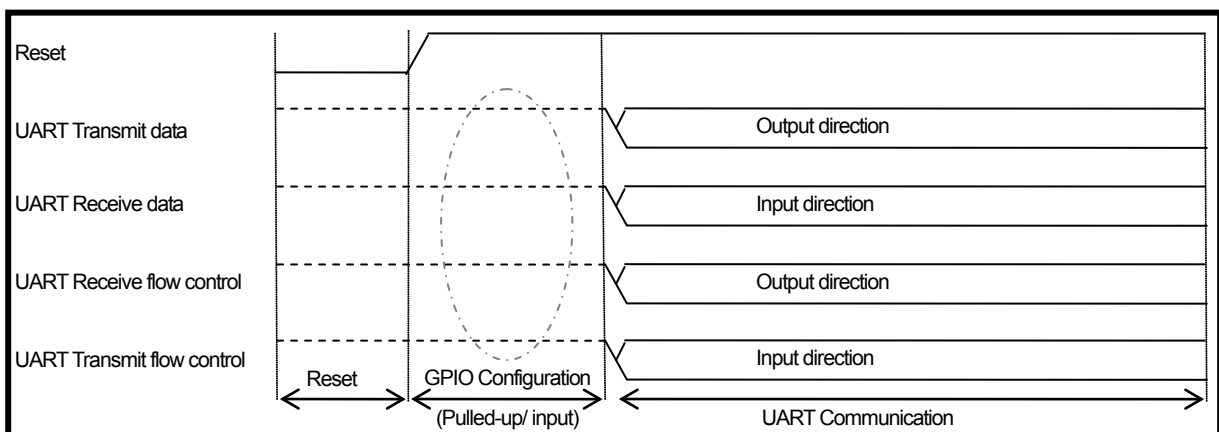 Reset
UART Transmit data
Output direction
UART Receive data
Input direction
UART Receive flow control
Output direction
UART Transmit flow control
Input direction
Reset
GPIO Configuration
(Pulled-up/ input)
UART Communication